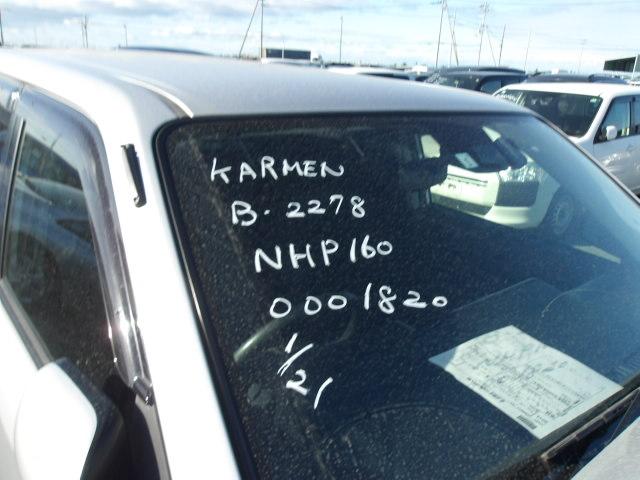 KARMEN
B-2278
NHP160
0001820
1/21